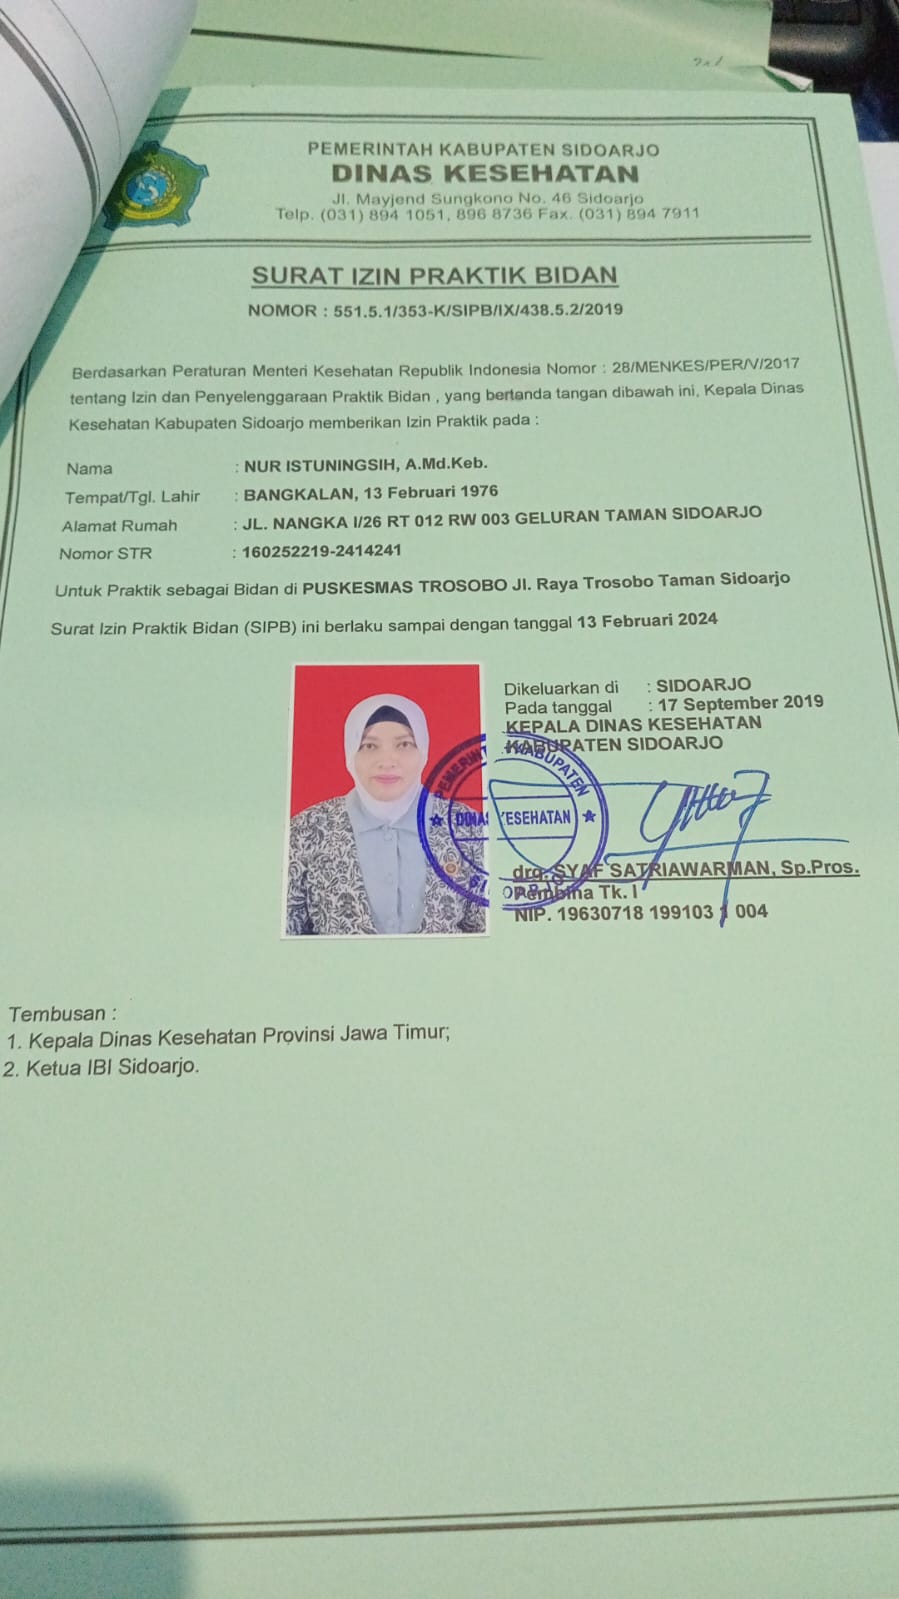 PEMERINTAH KABUPATEN SIDOARJO
DINAS KESEHATAN
Jl. Mayjend Sungkono No. 46 Sidoarjo
Telp. (031) 894 1051, 896 8736 Fax. (031) 894 7911
SURAT IZIN PRAKTIK BIDAN
NOMOR : 551.5.1/353-K/SIPB/IX/438.5.2/2019
Berdasarkan Peraturan Menteri Kesehatan Republik Indonesia Nomor : 28/MENKES/PER/V/2017
tentang Izin dan Penyelenggaraan Praktik Bidan , yang bertanda tangan dibawah ini, Kepala Dinas
Kesehatan Kabupaten Sidoarjo memberikan Izin Praktik pada :
Nama : NUR ISTUNINGSIH, A.Md.Keb.
Tempat/Tgl. Lahir : BANGKALAN, 13 Februari 1976
Alamat Rumah : JL. NANGKA I/26 RT 012 RW 003 GELURAN TAMAN SIDOARJO
Nomor STR : 160252219-2414241
Untuk Praktik sebagai Bidan di PUSKESMAS TROSOBO Jl. Raya Trosobo Taman Sidoarjo
Surat Izin Praktik Bidan (SIPB) ini berlaku sampai dengan tanggal 13 Februari 2024
Dikeluarkan di : SIDOARJO
Pada tanggal : 17 September 2019
KEPALA DINAS KESEHATAN
KABUPATEN SIDOARJO
KABUPATEN
DINAS KESEHATAN
drg. SYAF SATRIAWARMAN, Sp.Pros.
Pembina Tk. I
NIP. 19630718 199103 1 004
Tembusan :
1. Kepala Dinas Kesehatan Provinsi Jawa Timur;
2. Ketua IBI Sidoarjo.